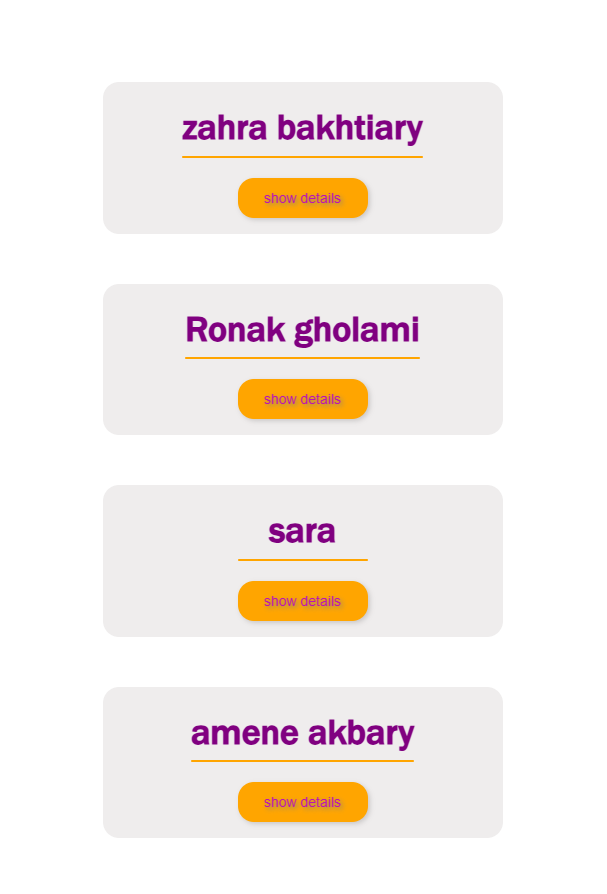 zahra bakhtiary
show details
Ronak gholami
show details
sara
show details
amene akbary
show details